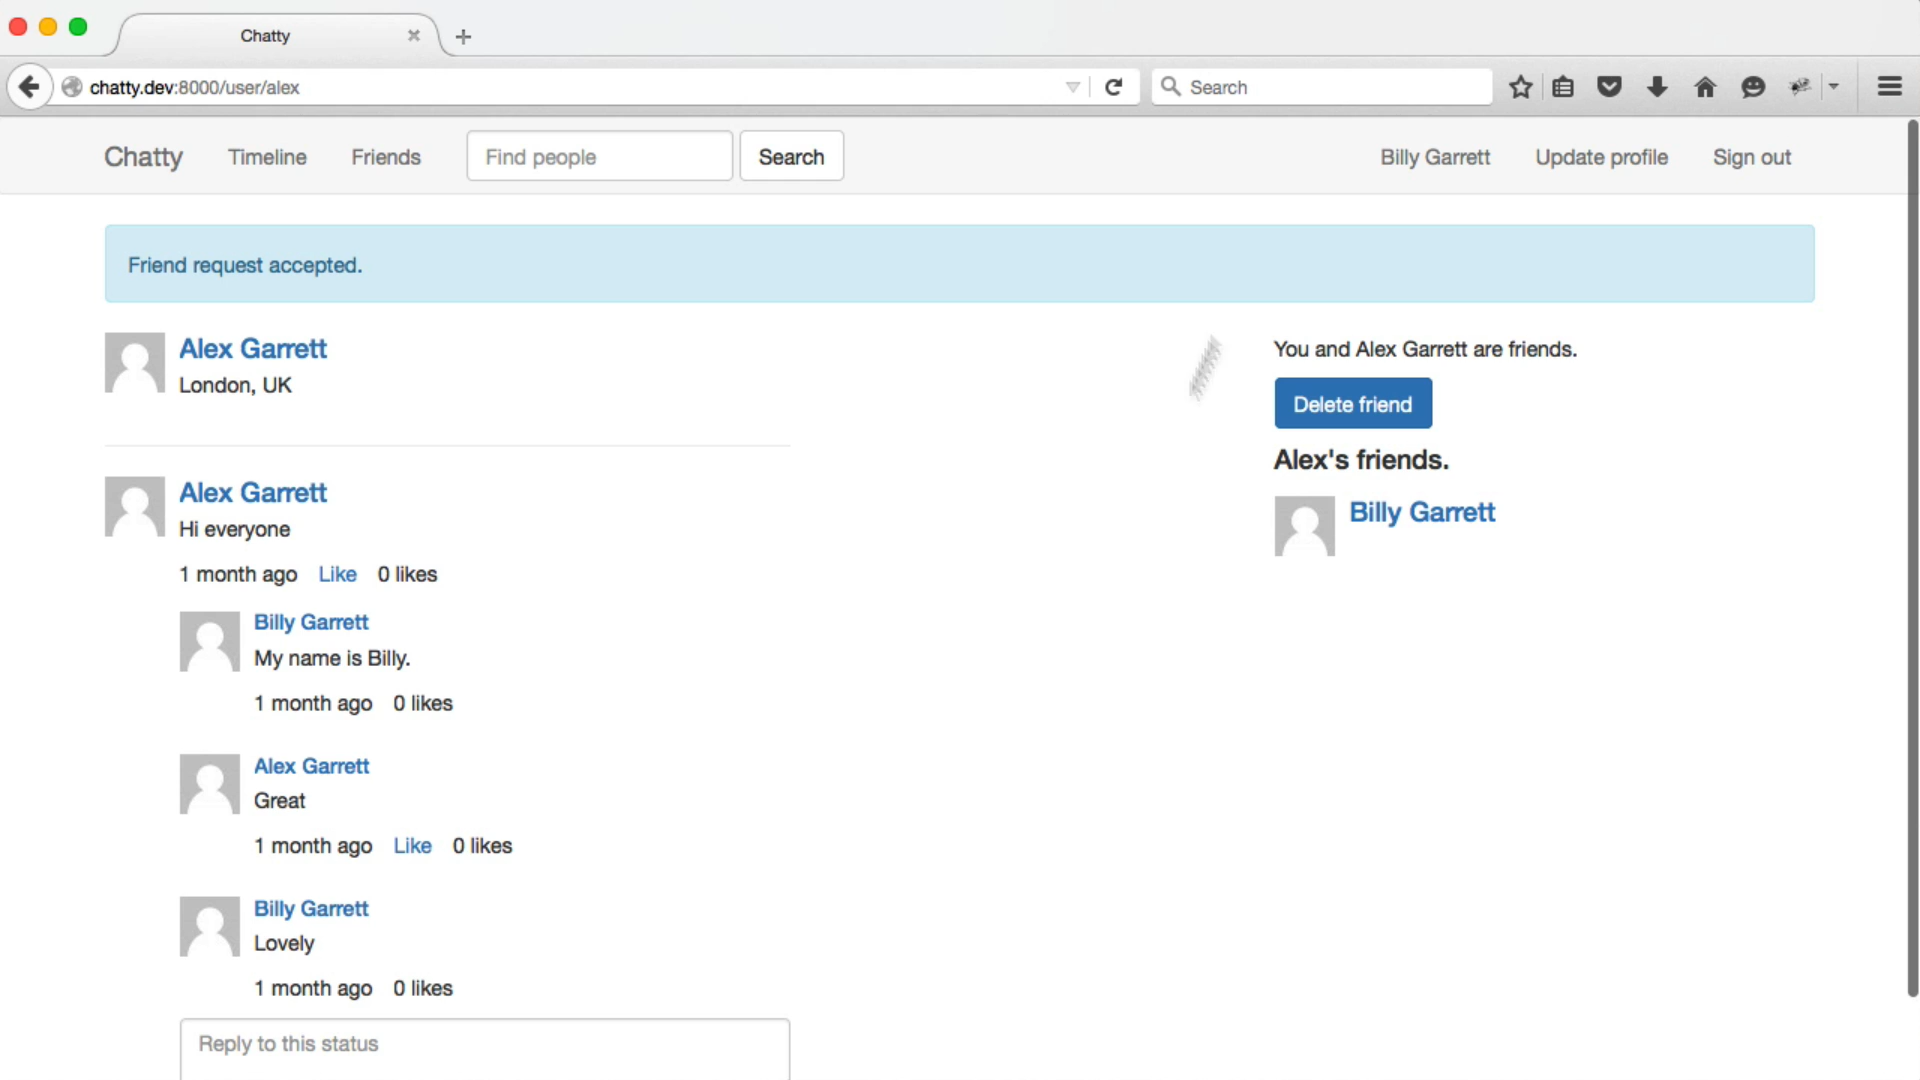 Chatty
chatty.dev:8000/user/alex
Search
Chatty Timeline Friends Find people Search Billy Garrett Update profile Sign out
Friend request accepted.
Alex Garrett
London, UK
You and Alex Garrett are friends.
Delete friend
Alex's friends.
Billy Garrett
Alex Garrett
Hi everyone
1 month ago Like 0 likes
Billy Garrett
My name is Billy.
1 month ago 0 likes
Alex Garrett
Great
1 month ago Like 0 likes
Billy Garrett
Lovely
1 month ago 0 likes
Reply to this status